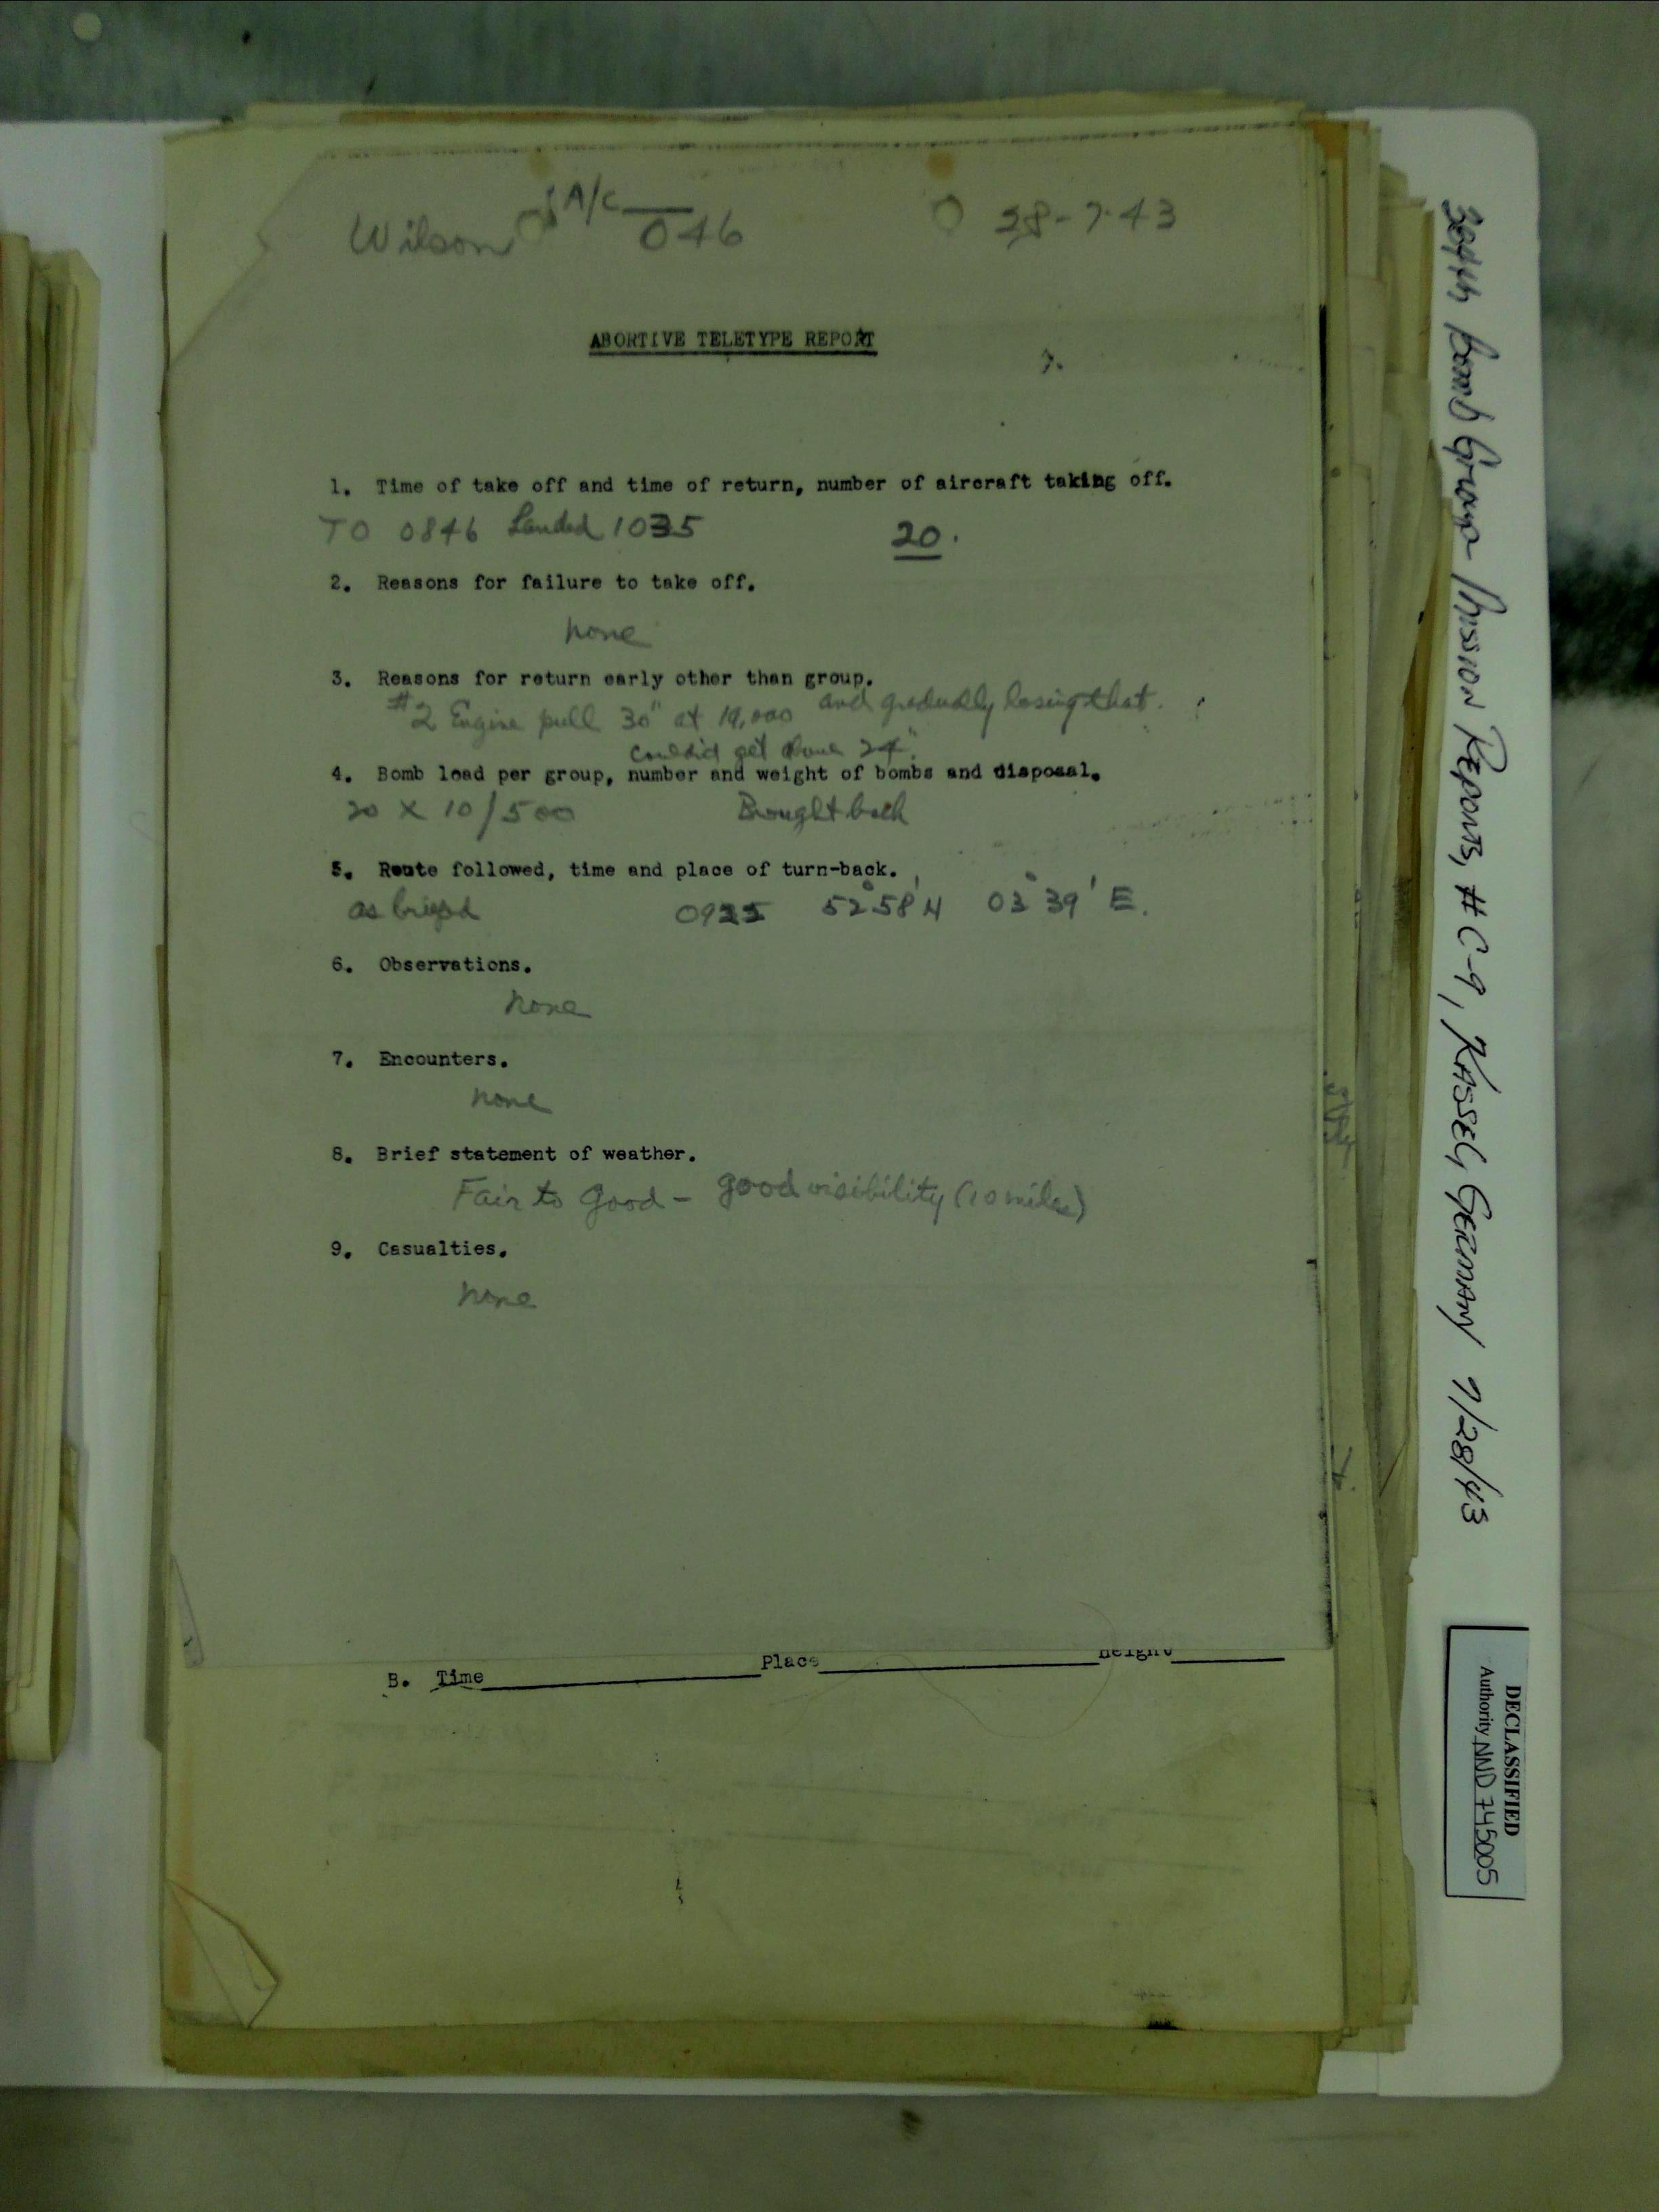 Wilson A/C 046 28-7-43
ABORTIVE TELETYPE REPORT
1. Time of take off and time of return, number of aircraft taking off.
TO 0846 Landed 1035 20.
2. Reasons for failure to take off.
none
3. Reasons for return early other than group.
#2 Engine pull 30" at 19,000 and gradually losing that.
get above 24".
4. Bomb load per group, number and weight of bombs and disposal.
20 X 10/500 Brought back
5. Route followed, time and place of turn-back.
as briefed 0925 52°58'N 03°39'E.
6. Observations.
none
7. Encounters.
none
8. Brief statement of weather.
Fair to Good - good visibility (10 miles)
9. Casualties.
none
B. Time Place Height
Bomb Group Mission Reports, #C-9, KASSEL, GERMANY 7/28/43
DECLASSIFIED
Authority NND 745005